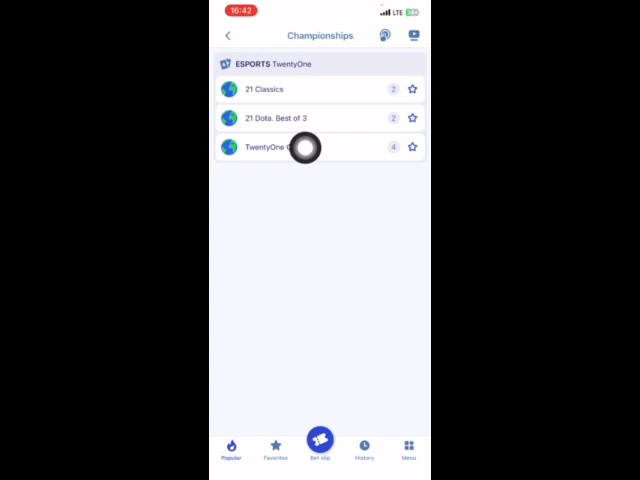 16:42
LTE
Championships
ESPORTS TwentyOne
21 Classics
2
21 Dota. Best of 3
2
TwentyOne
4
Popular
Favorites
Bet slip
History
Menu